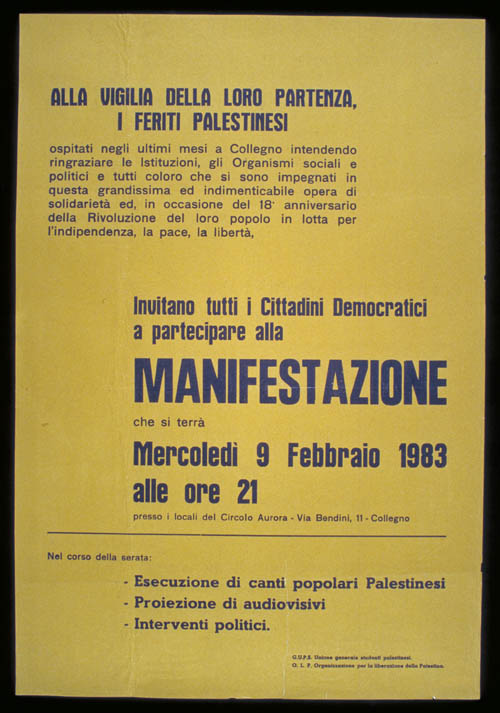 ALLA VIGILIA DELLA LORO PARTENZA,
I FERITI PALESTINESI
ospitati negli ultimi mesi a Collegno intendendo
ringraziare le Istituzioni, gli Organismi sociali e
politici e tutti coloro che si sono impegnati in
questa grandissima ed indimenticabile opera di
solidarietà ed, in occasione del 18° anniversario
della Rivoluzione del loro popolo in lotta per
l'indipendenza, la pace, la libertà,
Invitano tutti i Cittadini Democratici
a partecipare alla
MANIFESTAZIONE
che si terrà
Mercoledì 9 Febbraio 1983
alle ore 21
presso i locali del Circolo Aurora - Via Bendini, 11 - Collegno
Nel corso della serata:
- Esecuzione di canti popolari Palestinesi
- Proiezione di audiovisivi
- Interventi politici.
G.U.P.S. Unione generale studenti palestinesi.
O. L. P. Organizzazione per la liberazione della Palestina.